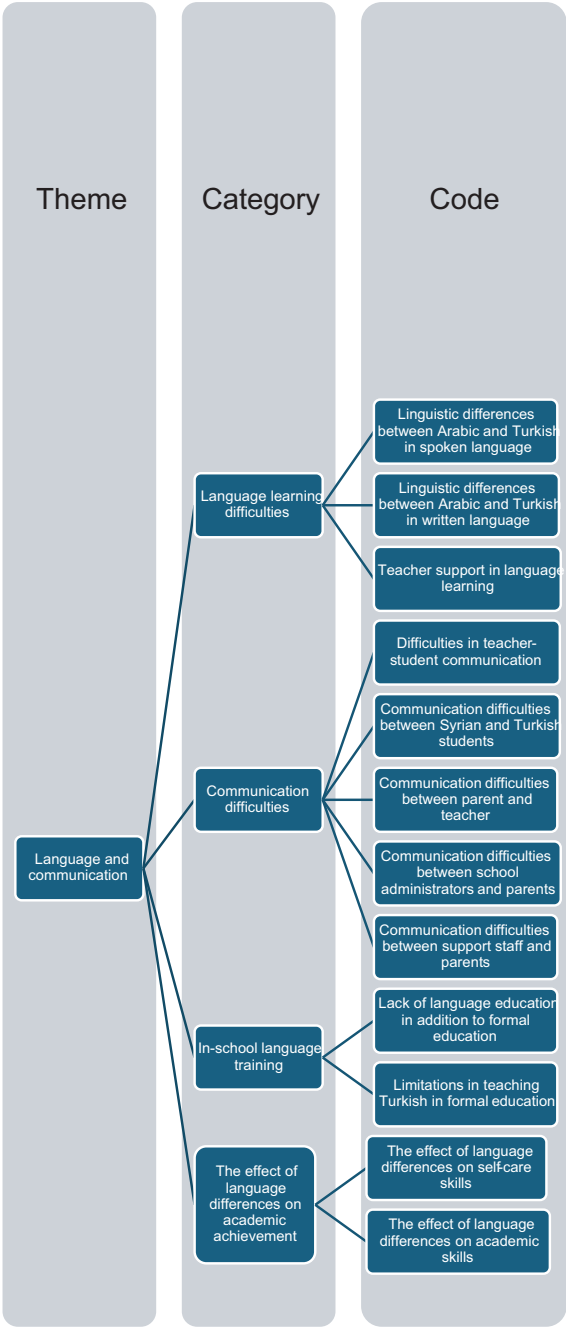 Theme
Category
Code
Language and
communication
Language learning
difficulties
Linguistic differences
between Arabic and Turkish
in spoken language
Linguistic differences
between Arabic and Turkish
in written language
Teacher support in language
learning
Communication
difficulties
Difficulties in teacher-
student communication
Communication difficulties
between Syrian and Turkish
students
Communication difficulties
between parent and
teacher
Communication difficulties
between school
administrators and parents
Communication difficulties
between support staff and
parents
In-school language
training
Lack of language education
in addition to formal
education
Limitations in teaching
Turkish in formal education
The effect of
language
differences on
academic
achievement
The effect of language
differences on self-care
skills
The effect of language
differences on academic
skills